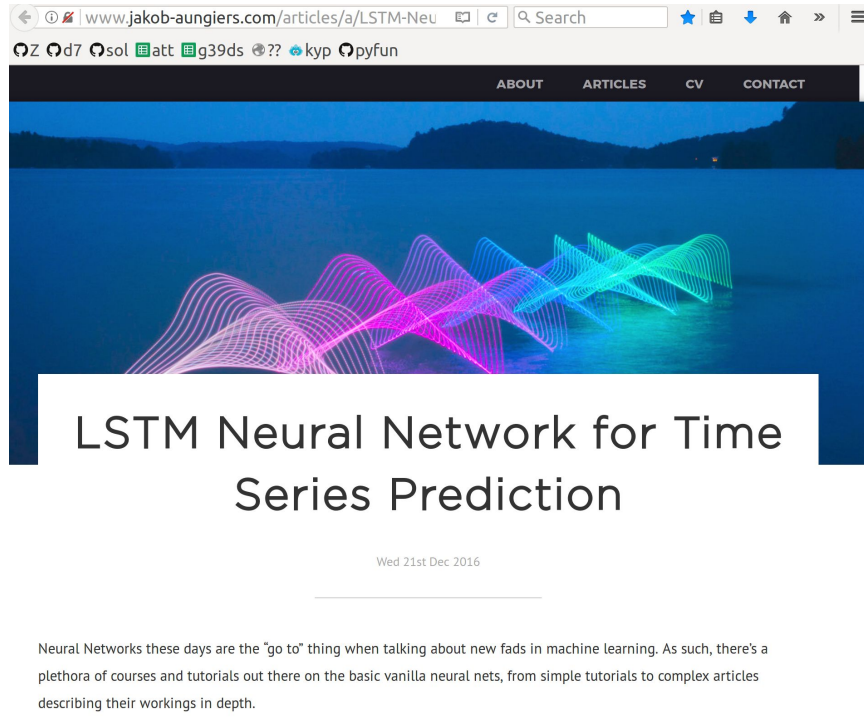 www.jakob-aungiers.com/articles/a/LSTM-Neu Search
Z d7 sol att g39ds ?? kyp pyfun
ABOUT ARTICLES CV CONTACT
LSTM Neural Network for Time
Series Prediction
Wed 21st Dec 2016
Neural Networks these days are the “go to” thing when talking about new fads in machine learning. As such, there’s a
plethora of courses and tutorials out there on the basic vanilla neural nets, from simple tutorials to complex articles
describing their workings in depth.